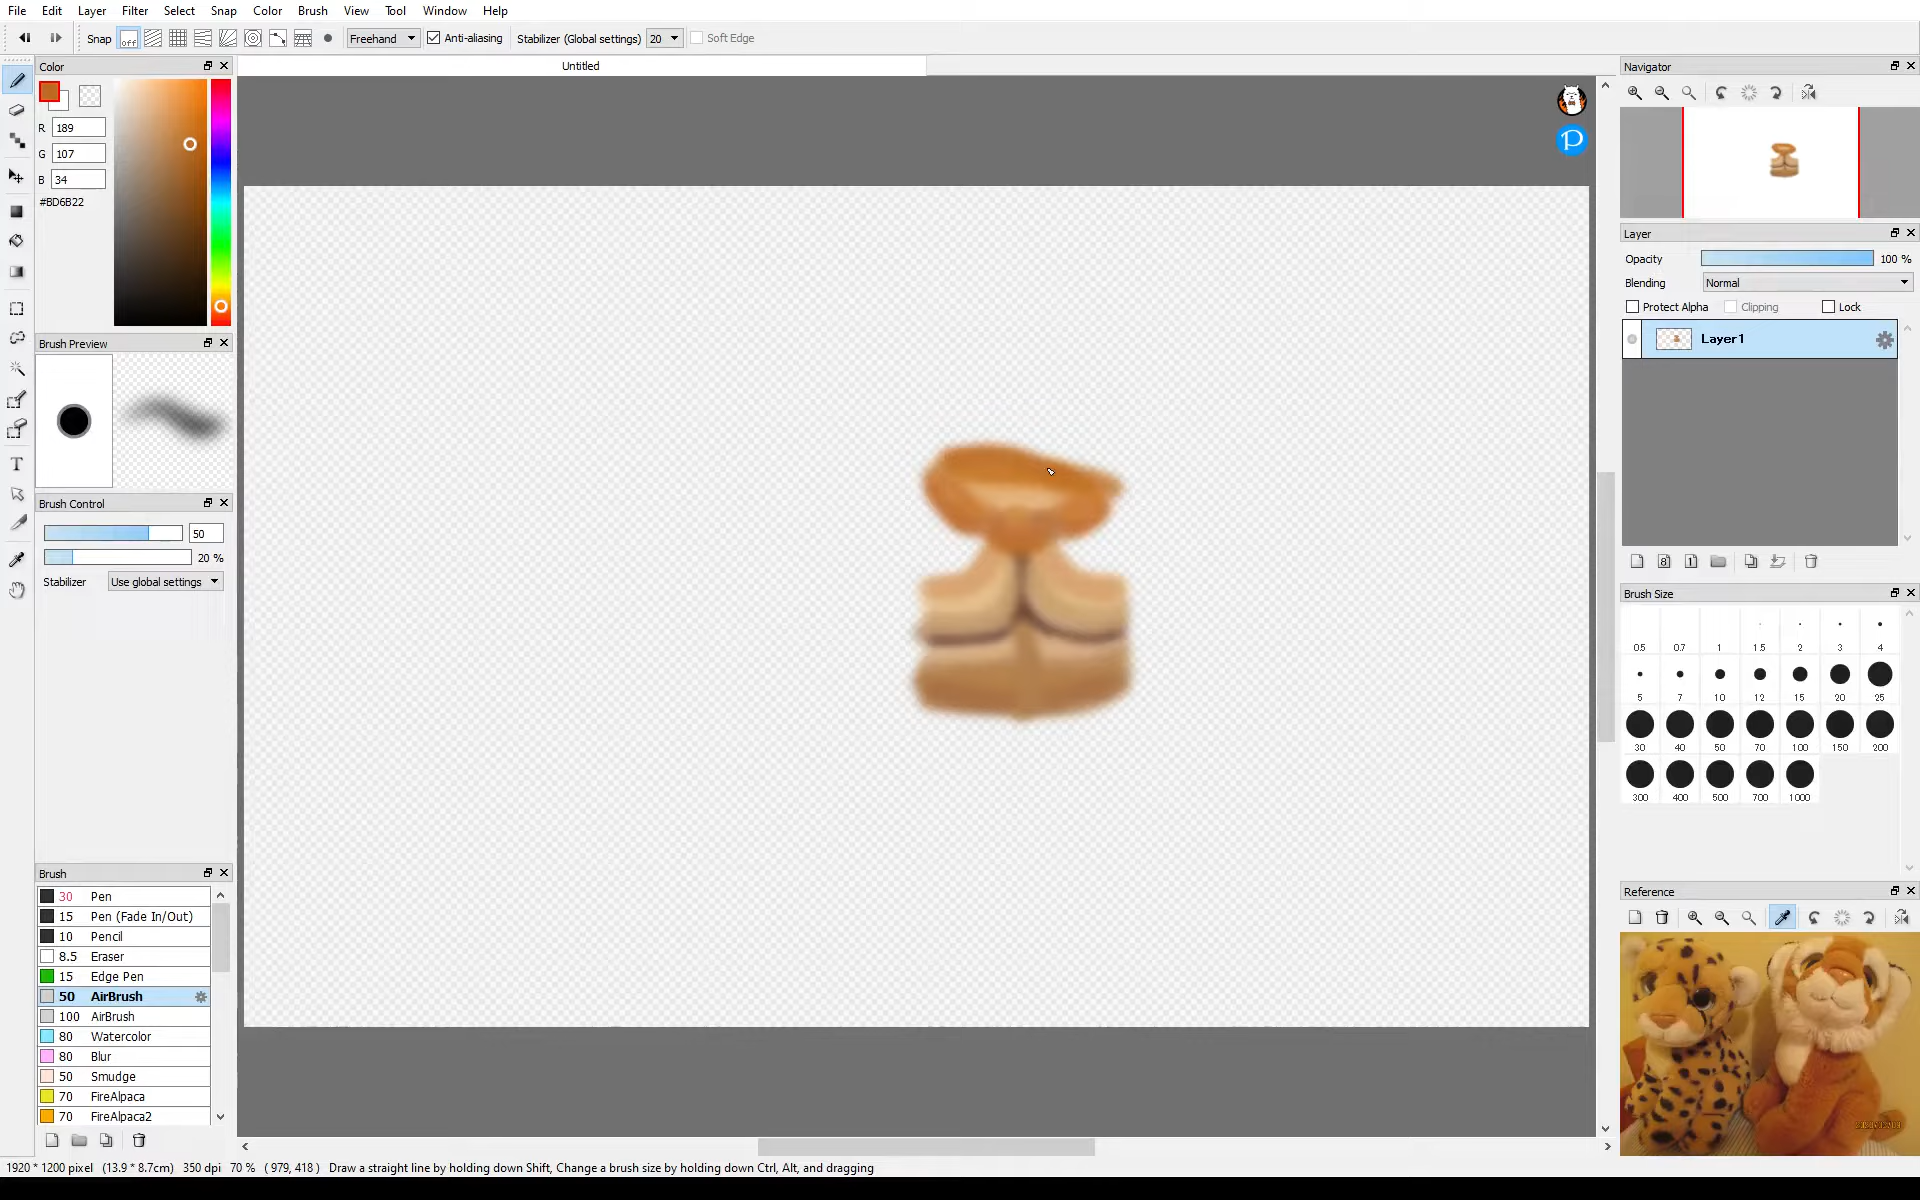 File Edit Layer Filter Select Snap Color Brush View Tool Window Help
Snap off Freehand Anti-aliasing Stabilizer (Global settings) 20 Soft Edge
Color
R 189
G 107
B 34
#BD6B22
Brush Preview
Brush Control
50
20 %
Stabilizer Use global settings
Brush
30 Pen
15 Pen (Fade In/Out)
10 Pencil
8.5 Eraser
15 Edge Pen
50 AirBrush
100 AirBrush
80 Watercolor
80 Blur
50 Smudge
70 FireAlpaca
70 FireAlpaca2
Untitled
P
Navigator
Layer
Opacity 100 %
Blending Normal
Protect Alpha Clipping Lock
Layer1
8 1
Brush Size
0.5 0.7 1 1.5 2 3 4
5 7 10 12 15 20 25
30 40 50 70 100 150 200
300 400 500 700 1000
Reference
1920 * 1200 pixel (13.9 * 8.7cm) 350 dpi 70 % ( 979, 418 ) Draw a straight line by holding down Shift, Change a brush size by holding down Ctrl, Alt, and dragging